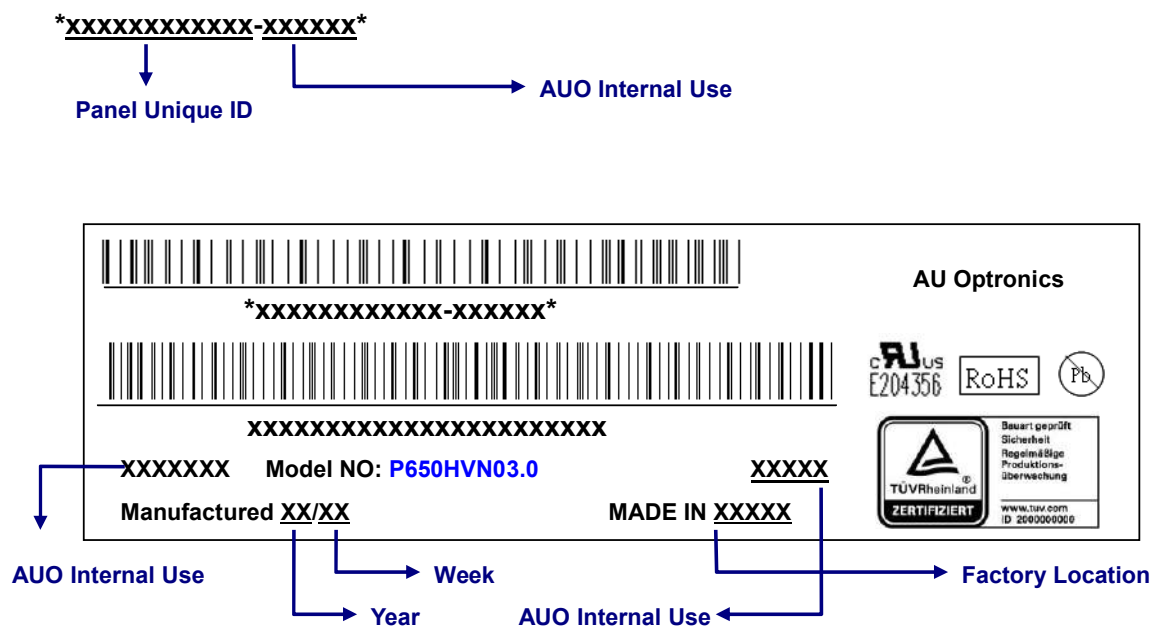 *xxxxxxxxxxxx-xxxxxx*
AUO Internal Use
Panel Unique ID
AU Optronics
*xxxxxxxxxxxx-xxxxxx*
c RU US
E204356
RoHS
Pb
xxxxxxxxxxxxxxxxxxxxxxx
Bauart geprüft
Sicherheit
Regelmäßige
Produktions-
überwachung
TÜVRheinland
®
ZERTIFIZIERT
www.tuv.com
ID 2000000000
XXXXXXX Model NO: P650HVN03.0 XXXXX
Manufactured XX/XX MADE IN XXXXX
AUO Internal Use
Week
Factory Location
Year
AUO Internal Use